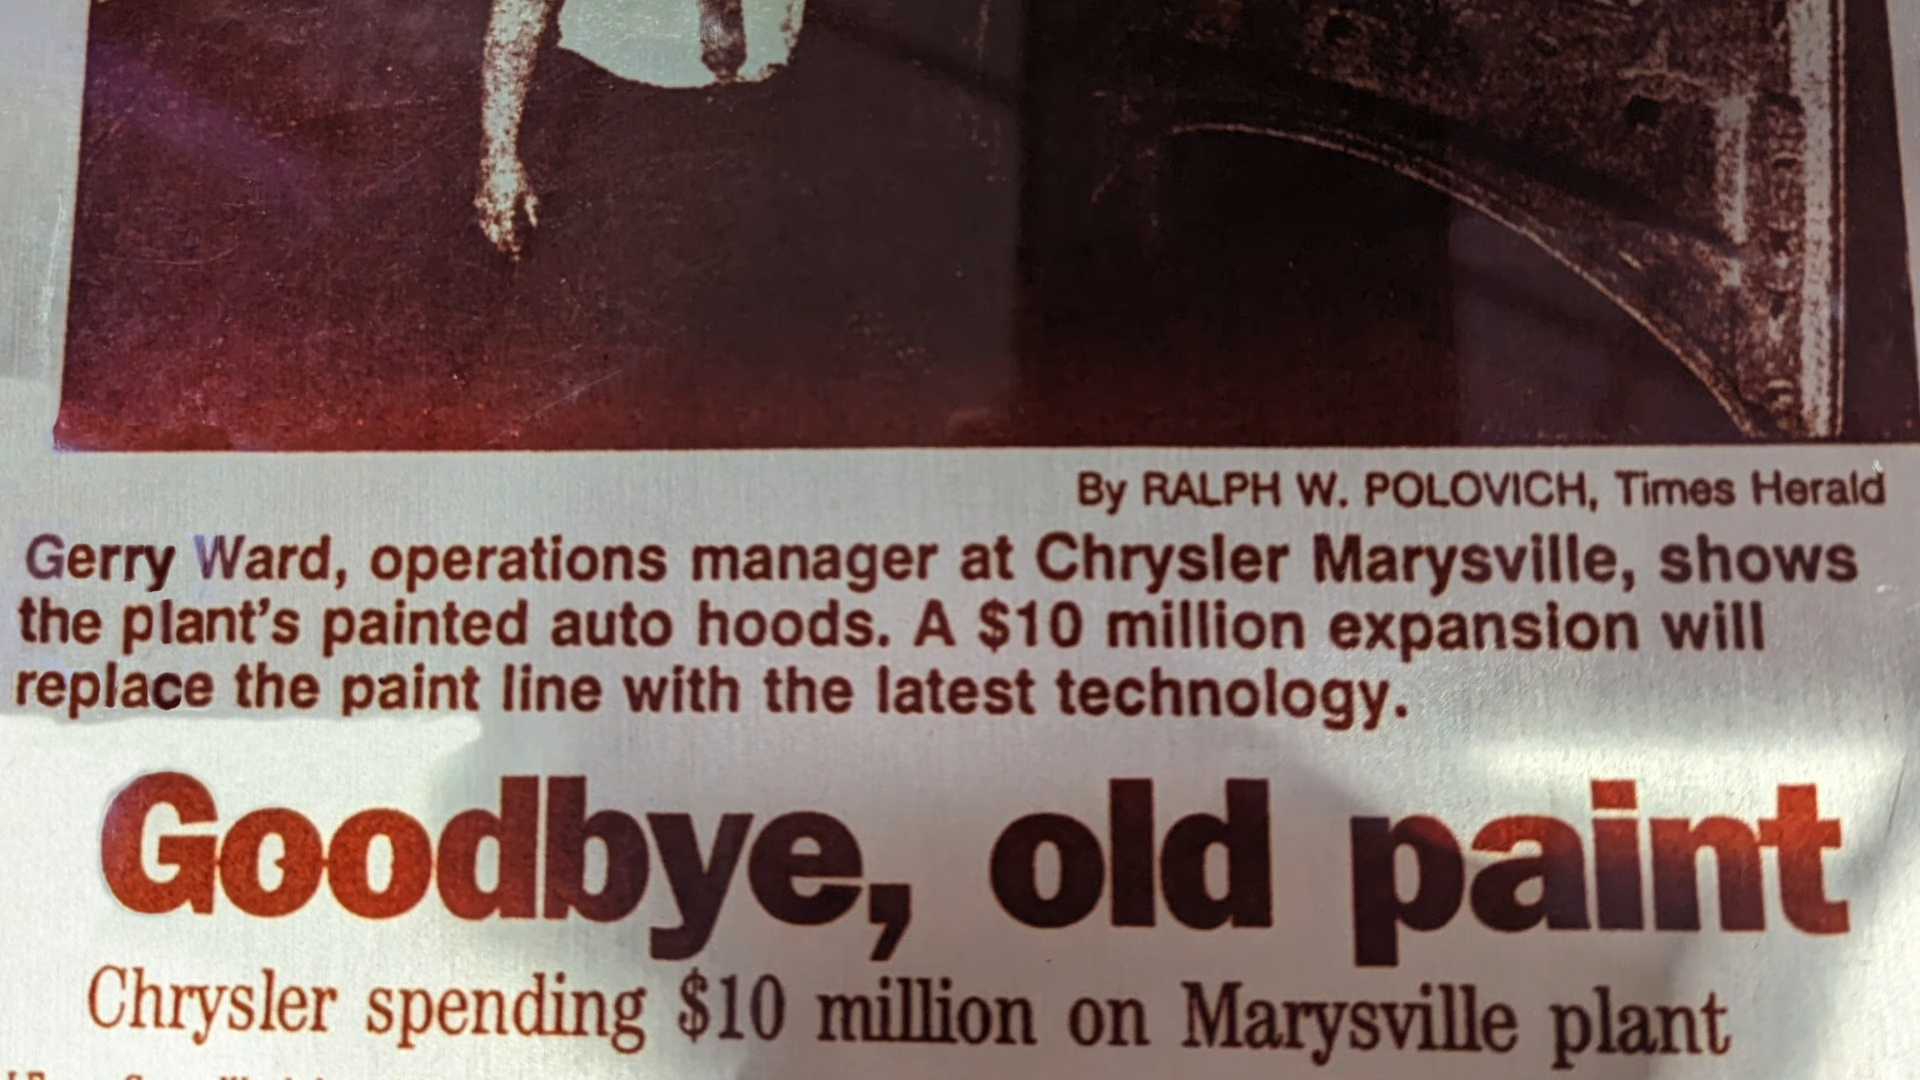 By RALPH W. POLOVICH, Times Herald
Gerry Ward, operations manager at Chrysler Marysville, shows
the plant's painted auto hoods. A $10 million expansion will
replace the paint line with the latest technology.
Goodbye, old paint
Chrysler spending $10 million on Marysville plant